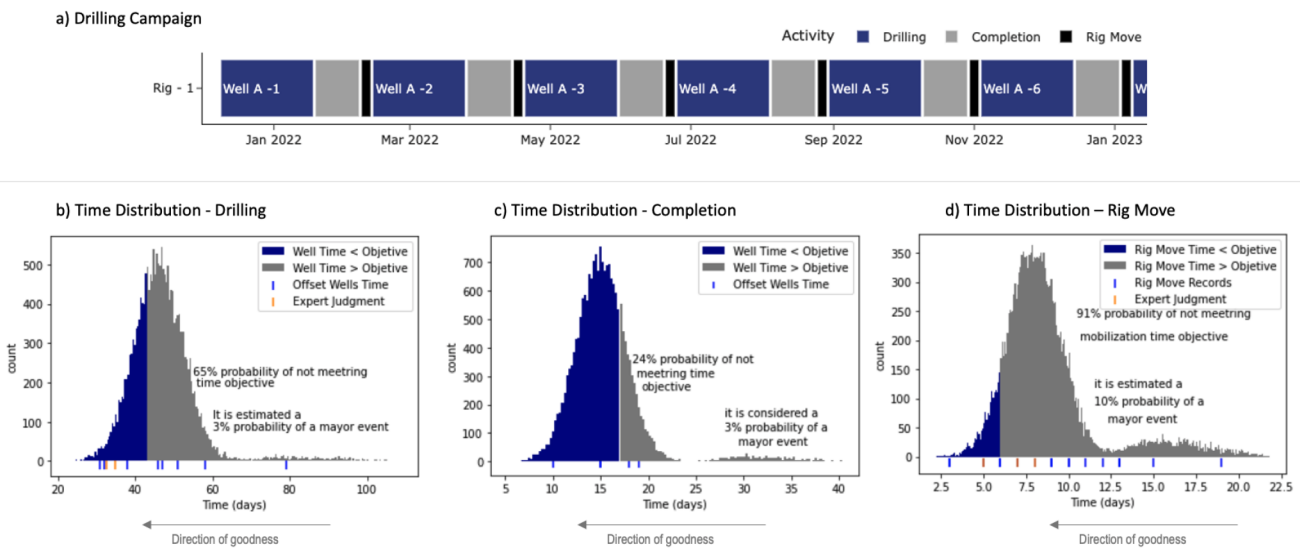 a) Drilling Campaign
Activity Drilling Completion Rig Move
Rig - 1
Well A -1 Well A -2 Well A -3 Well A -4 Well A -5 Well A -6 W
Jan 2022 Mar 2022 May 2022 Jul 2022 Sep 2022 Nov 2022 Jan 2023
b) Time Distribution - Drilling
Well Time < Objetive
Well Time > Objetive
Offset Wells Time
Expert Judgment
65% probability of not meetring
time objective
It is estimated a
3% probability of a mayor event
count
500
400
300
200
100
0
20 40 60 80 100
Time (days)
Direction of goodness
c) Time Distribution - Completion
Well Time < Objetive
Well Time > Objetive
Offset Wells Time
24% probability of not
meetring time
objective
it is considered a
3% probability of a
mayor event
count
700
600
500
400
300
200
100
0
5 10 15 20 25 30 35 40
Time (days)
Direction of goodness
d) Time Distribution – Rig Move
Rig Move Time < Objetive
Rig Move Time > Objetive
Rig Move Records
Expert Judgment
91% probability of not meetring
mobilization time objective
it is estimated a
10% probability of a
mayor event
count
350
300
250
200
150
100
50
0
2.5 5.0 7.5 10.0 12.5 15.0 17.5 20.0 22.5
Time (days)
Direction of goodness